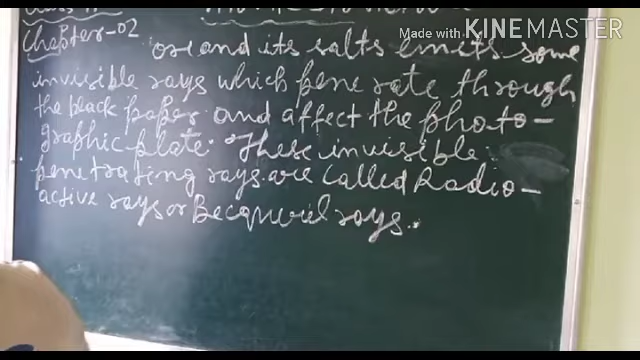 Made with KINEMASTER
Chapter-02
ore and its salts emits some
invisible rays which penetrate through
the black paper and affect the photo-
graphic plate. These invisible
penetrating rays are called Radio-
active rays or Becquerel rays.